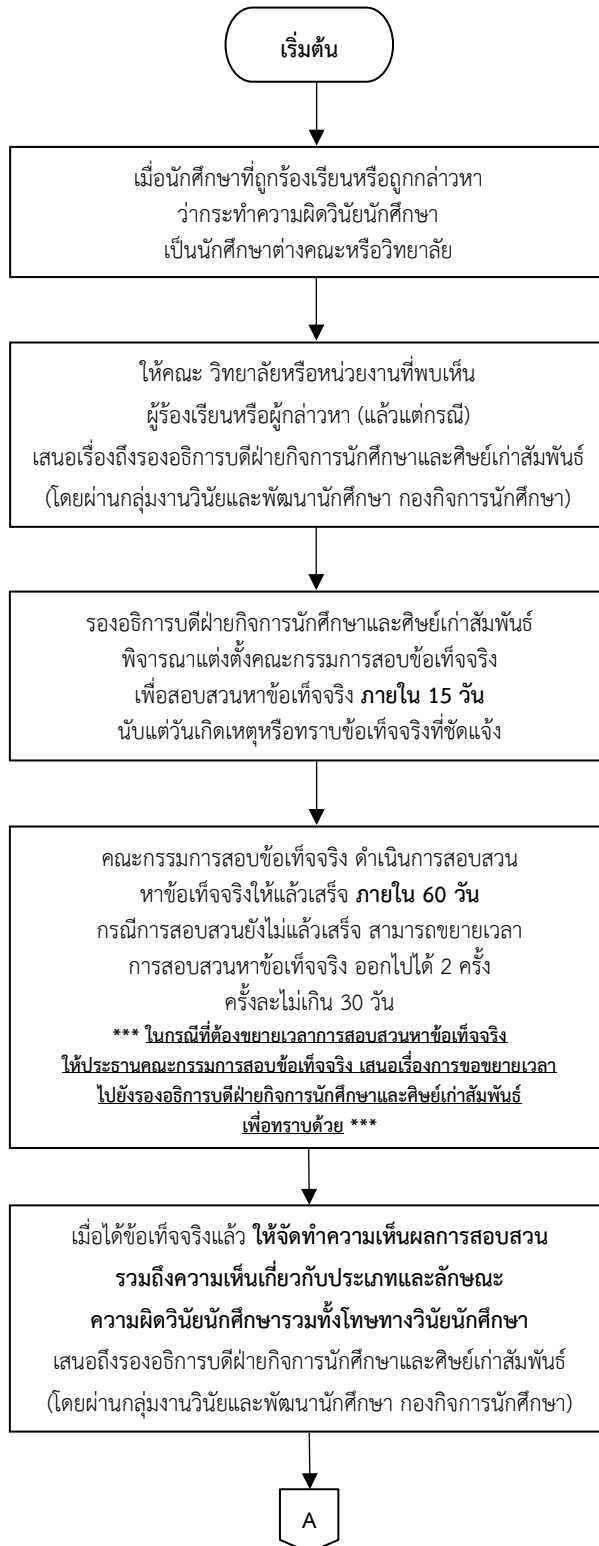 เริ่มต้น
เมื่อนักศึกษาที่ถูกร้องเรียนหรือถูกกล่าวหา
ว่ากระทำความผิดวินัยนักศึกษา
เป็นนักศึกษาต่างคณะหรือวิทยาลัย
ให้คณะ วิทยาลัยหรือหน่วยงานที่พบเห็น
ผู้ร้องเรียนหรือผู้กล่าวหา (แล้วแต่กรณี)
เสนอเรื่องถึงรองอธิการบดีฝ่ายกิจการนักศึกษาและศิษย์เก่าสัมพันธ์
(โดยผ่านกลุ่มงานวินัยและพัฒนานักศึกษา กองกิจการนักศึกษา)
รองอธิการบดีฝ่ายกิจการนักศึกษาและศิษย์เก่าสัมพันธ์
พิจารณาแต่งตั้งคณะกรรมการสอบข้อเท็จจริง
เพื่อสอบสวนหาข้อเท็จจริง ภายใน 15 วัน
นับแต่วันเกิดเหตุหรือทราบข้อเท็จจริงที่ชัดแจ้ง
คณะกรรมการสอบข้อเท็จจริง ดำเนินการสอบสวน
หาข้อเท็จจริงให้แล้วเสร็จ ภายใน 60 วัน
กรณีการสอบสวนยังไม่แล้วเสร็จ สามารถขยายเวลา
การสอบสวนหาข้อเท็จจริง ออกไปได้ 2 ครั้ง
ครั้งละไม่เกิน 30 วัน
*** ในกรณีที่ต้องขยายเวลาการสอบสวนหาข้อเท็จจริง
ให้ประธานคณะกรรมการสอบข้อเท็จจริง เสนอเรื่องการขอขยายเวลา
ไปยังรองอธิการบดีฝ่ายกิจการนักศึกษาและศิษย์เก่าสัมพันธ์
เพื่อทราบด้วย ***
เมื่อได้ข้อเท็จจริงแล้ว ให้จัดทำความเห็นผลการสอบสวน
รวมถึงความเห็นเกี่ยวกับประเภทและลักษณะ
ความผิดวินัยนักศึกษารวมทั้งโทษทางวินัยนักศึกษา
เสนอถึงรองอธิการบดีฝ่ายกิจการนักศึกษาและศิษย์เก่าสัมพันธ์
(โดยผ่านกลุ่มงานวินัยและพัฒนานักศึกษา กองกิจการนักศึกษา)
A